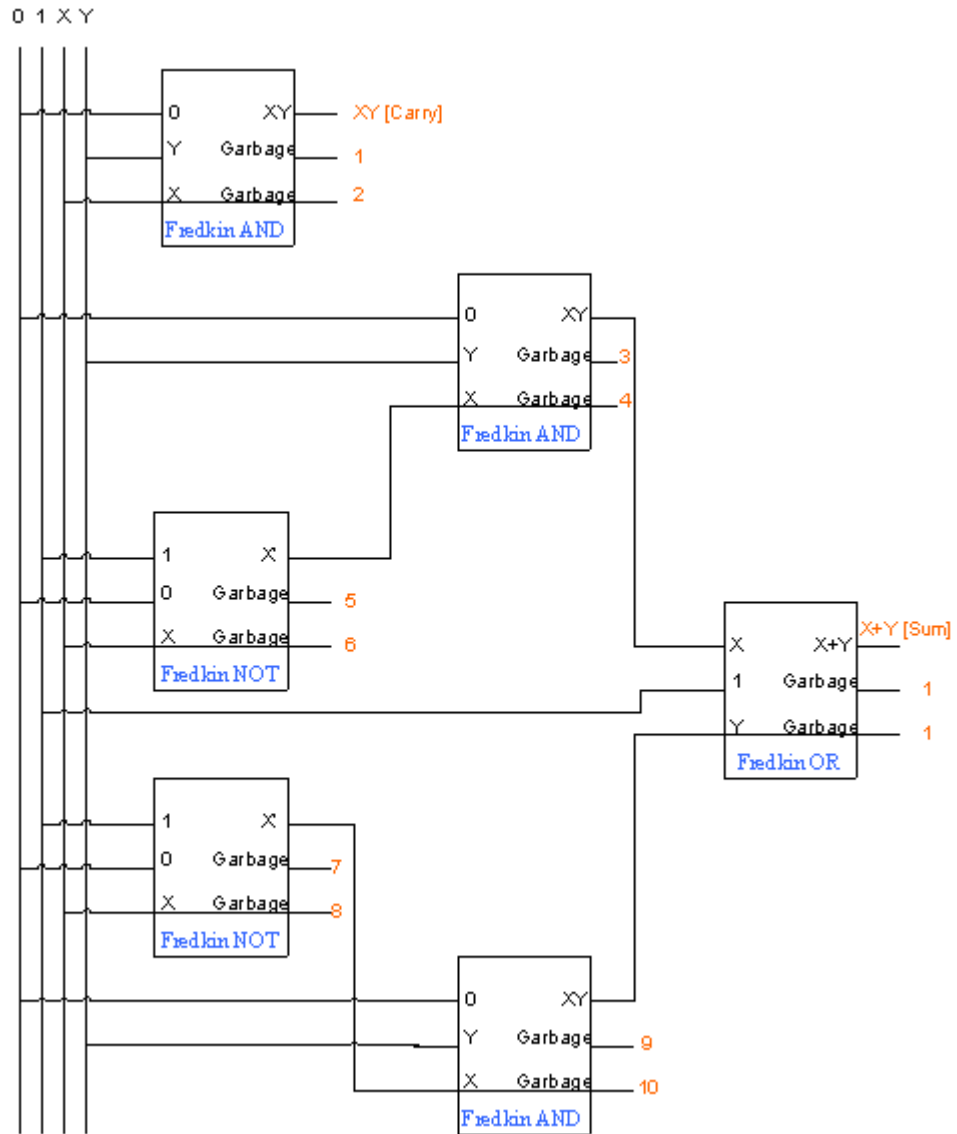 0 1 X Y
0 XY XY [Carry]
Y Garbage 1
X Garbage 2
Fredkin AND
0 XY
Y Garbage 3
X Garbage 4
Fredkin AND
1 X'
0 Garbage 5
X Garbage 6
Fredkin NOT
X X+Y X+Y [Sum]
1 Garbage 1
Y Garbage 1
Fredkin OR
1 X'
0 Garbage 7
X Garbage 8
Fredkin NOT
0 XY
Y Garbage 9
X Garbage 10
Fredkin AND